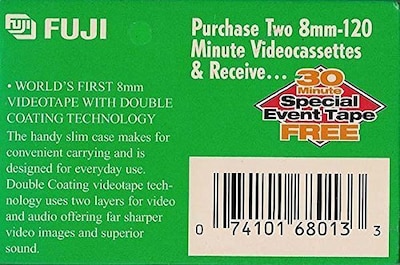 FUJI
FUJI
• WORLD'S FIRST 8mm
VIDEOTAPE WITH DOUBLE
COATING TECHNOLOGY
The handy slim case makes for
convenient carrying and is
designed for everyday use.
Double Coating videotape tech-
nology uses two layers for video
and audio offering far sharper
video images and superior
sound.
Purchase Two 8mm-120
Minute Videocassettes
& Receive...
30
Minute
Special
Event Tape
FREE
0 74101 68013 3